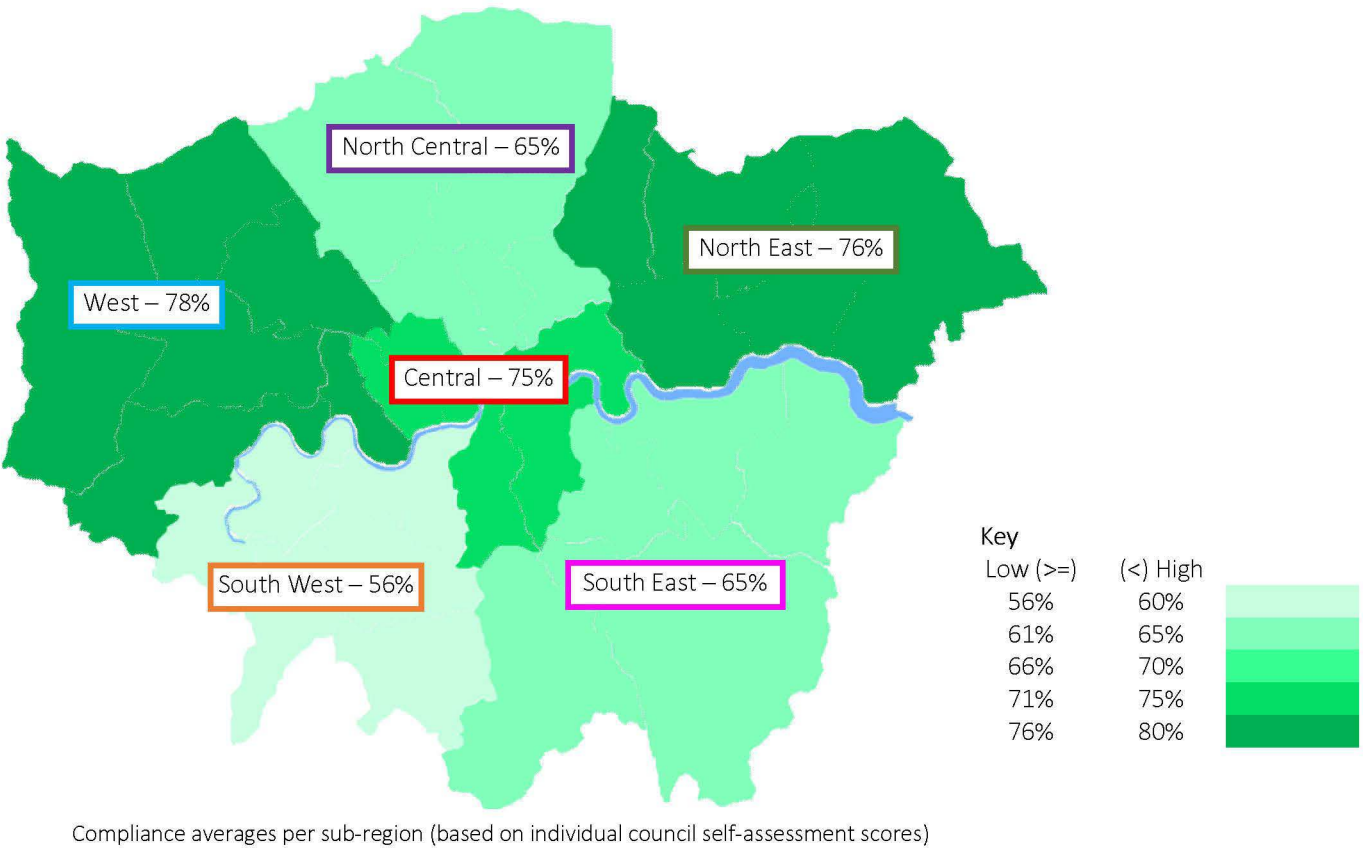 North Central – 65%
North East – 76%
West – 78%
Central – 75%
South West – 56%
South East – 65%
Key
Low (>=) (<) High
56% 60%
61% 65%
66% 70%
71% 75%
76% 80%
Compliance averages per sub-region (based on individual council self-assessment scores)